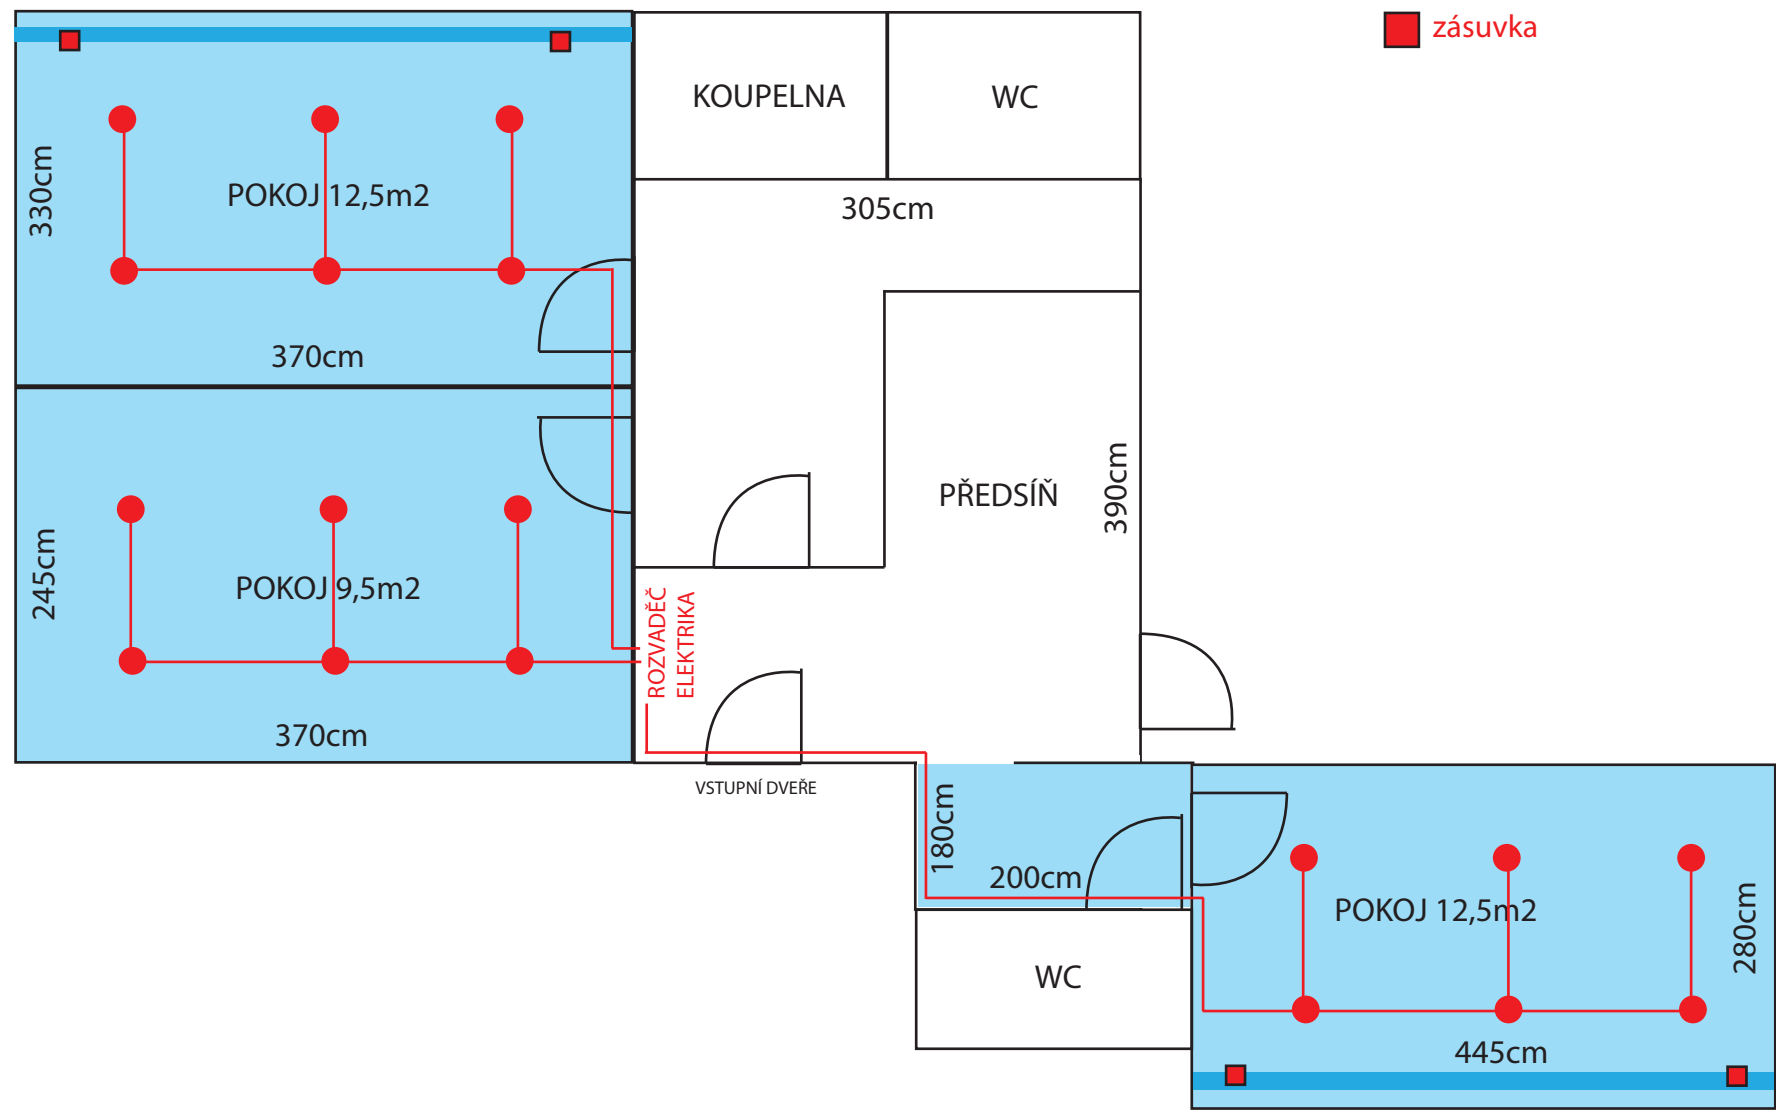 zásuvka
KOUPELNA
WC
330cm
POKOJ 12,5m2
305cm
370cm
245cm
POKOJ 9,5m2
370cm
PŘEDSÍŇ
390cm
ROZVADĚČ
ELEKTRIKA
VSTUPNÍ DVEŘE
180cm
200cm
POKOJ 12,5m2
280cm
WC
445cm